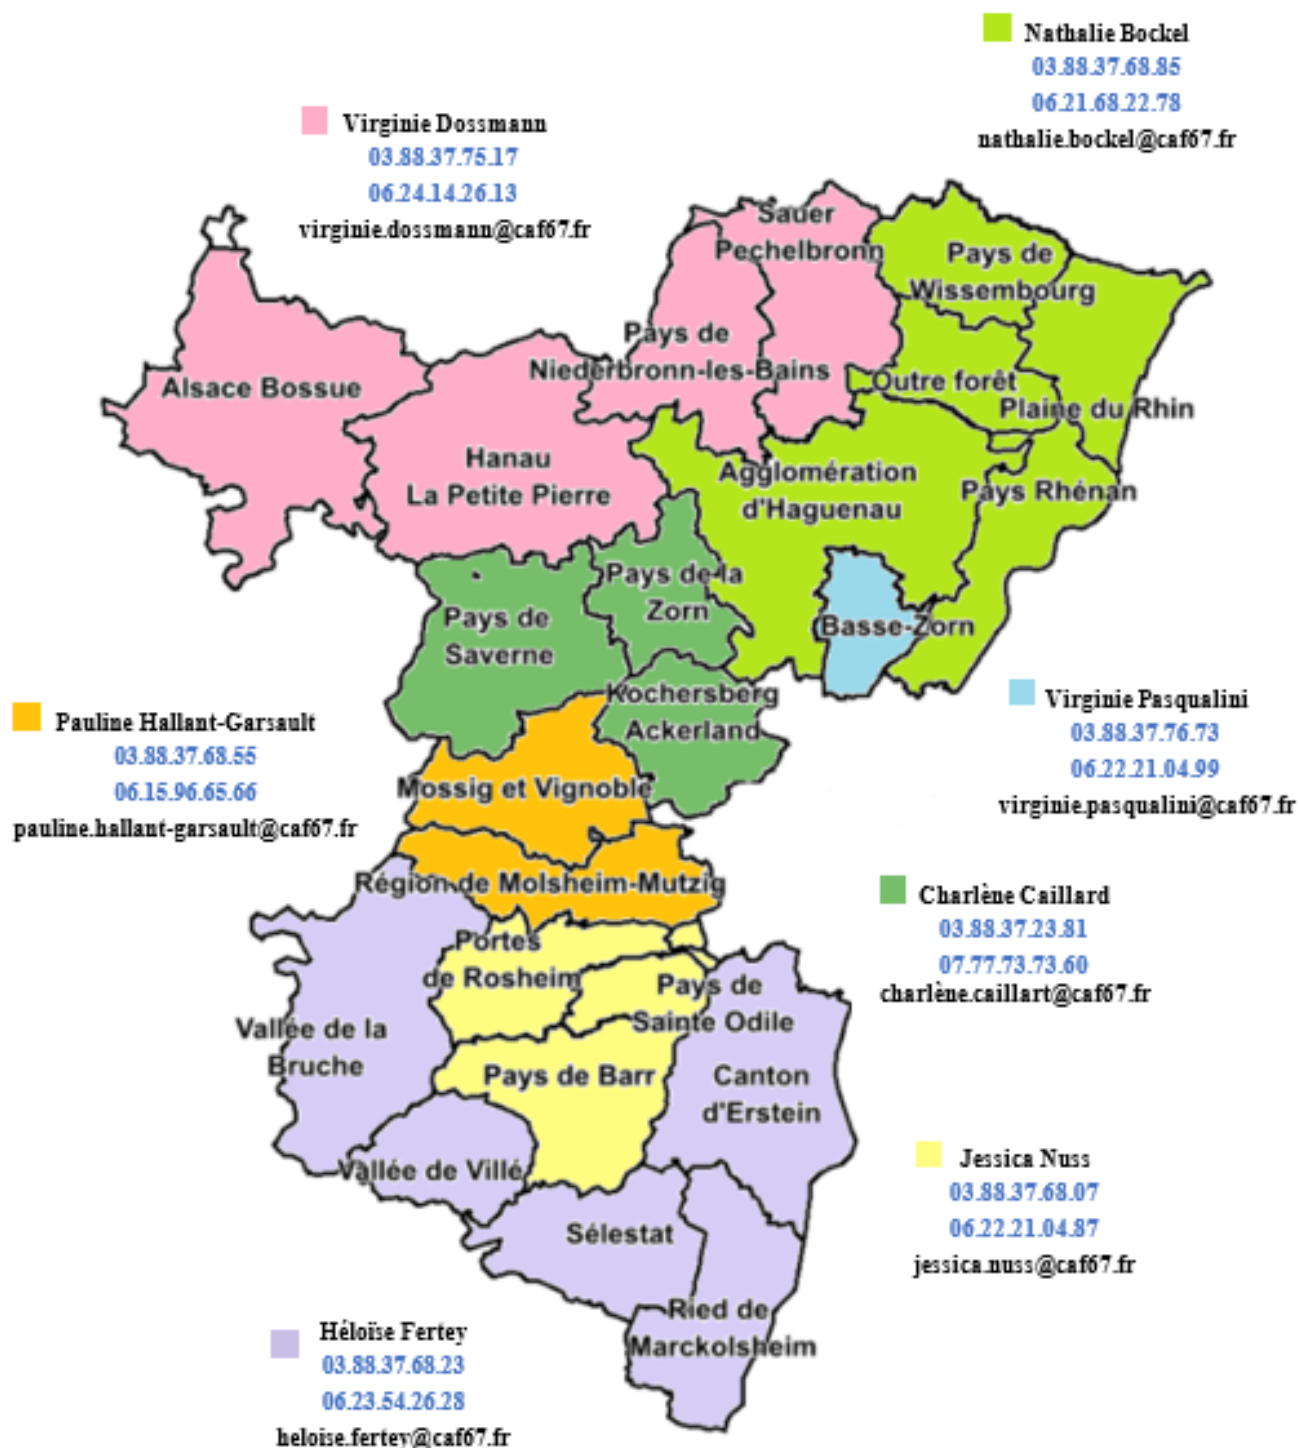 Nathalie Bockel
03.88.37.68.85
06.21.68.22.78
nathalie.bockel@caf67.fr
Virginie Dossmann
03.88.37.75.17
06.24.14.26.13
virginie.dossmann@caf67.fr
Sauer
Pechelbronn
Pays de
Wissembourg
Pays de
Niederbronn-les-Bains
Alsace Bossue
Outre forêt
Plaine du Rhin
Hanau
La Petite Pierre
Agglomération
d'Haguenau
Pays Rhénan
Pays de la
Zorn
Pays de
Saverne
Basse-Zorn
Kochersberg
Ackerland
Virginie Pasqualini
03.88.37.76.73
06.22.21.04.99
virginie.pasqualini@caf67.fr
Pauline Hallant-Garsault
03.88.37.68.55
06.15.96.65.66
pauline.hallant-garsault@caf67.fr
Mossig et Vignoble
Région de Molsheim-Mutzig
Charlène Caillard
03.88.37.23.81
07.77.73.73.60
charlène.caillart@caf67.fr
Portes
de Rosheim
Pays de
Sainte Odile
Vallée de la
Bruche
Pays de Barr
Canton
d'Erstein
Vallée de Villé
Jessica Nuss
03.88.37.68.07
06.22.21.04.87
jessica.nuss@caf67.fr
Sélestat
Ried de
Marckolsheim
Héloïse Fertey
03.88.37.68.23
06.23.54.26.28
heloise.fertey@caf67.fr